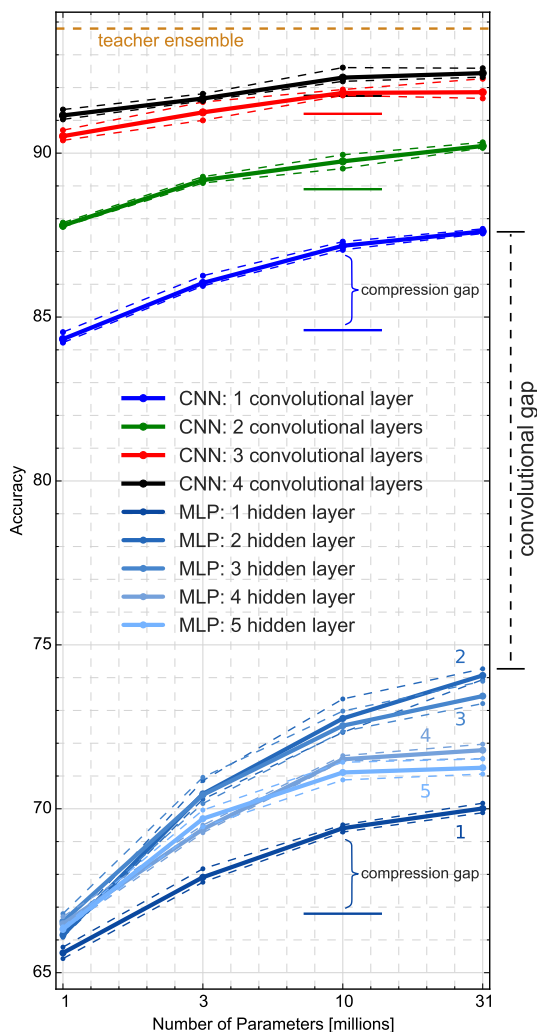 teacher ensemble
90
85
compression gap
convolutional gap
CNN: 1 convolutional layer
CNN: 2 convolutional layers
CNN: 3 convolutional layers
CNN: 4 convolutional layers
MLP: 1 hidden layer
MLP: 2 hidden layer
MLP: 3 hidden layer
MLP: 4 hidden layer
MLP: 5 hidden layer
80
Accuracy
75
2
3
4
5
70
1
compression gap
65
1
3
10
31
Number of Parameters [millions]